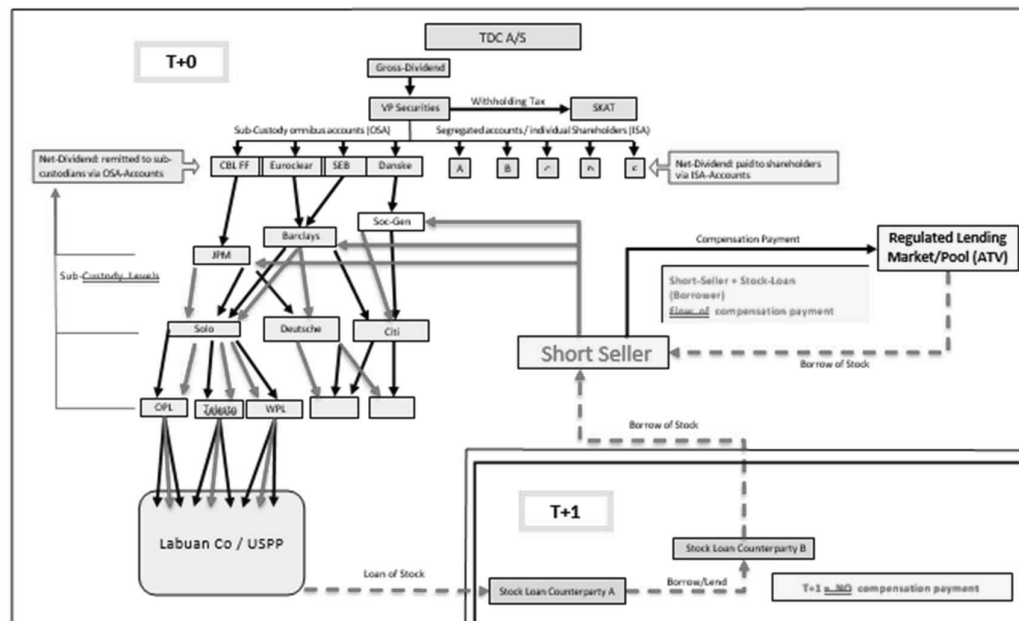 TDC A/S
T+0
Gross-Dividend
VP Securities
Withholding Tax
SKAT
Sub-Custody omnibus accounts (OSA)
Segregated accounts / individual Shareholders (ISA)
Net-Dividend: remitted to sub-
custodians via OSA-Accounts
CBL FF
Euroclear
SEB
Danske
A
B
C
D
E
Net-Dividend: paid to shareholders
via ISA-Accounts
Soc-Gen
Barclays
JPM
Compensation Payment
Regulated Lending
Market/Pool (ATV)
Sub-Custody Levels
Short-Seller + Stock-Loan
(Borrower)
Flow of compensation payment
Solo
Deutsche
Citi
Short Seller
Borrow of Stock
OPL
Telesto
WPL
Borrow of Stock
T+1
Labuan Co / USPP
Stock Loan Counterparty B
Loan of Stock
Stock Loan Counterparty A
Borrow/Lend
T+1 = NO compensation payment